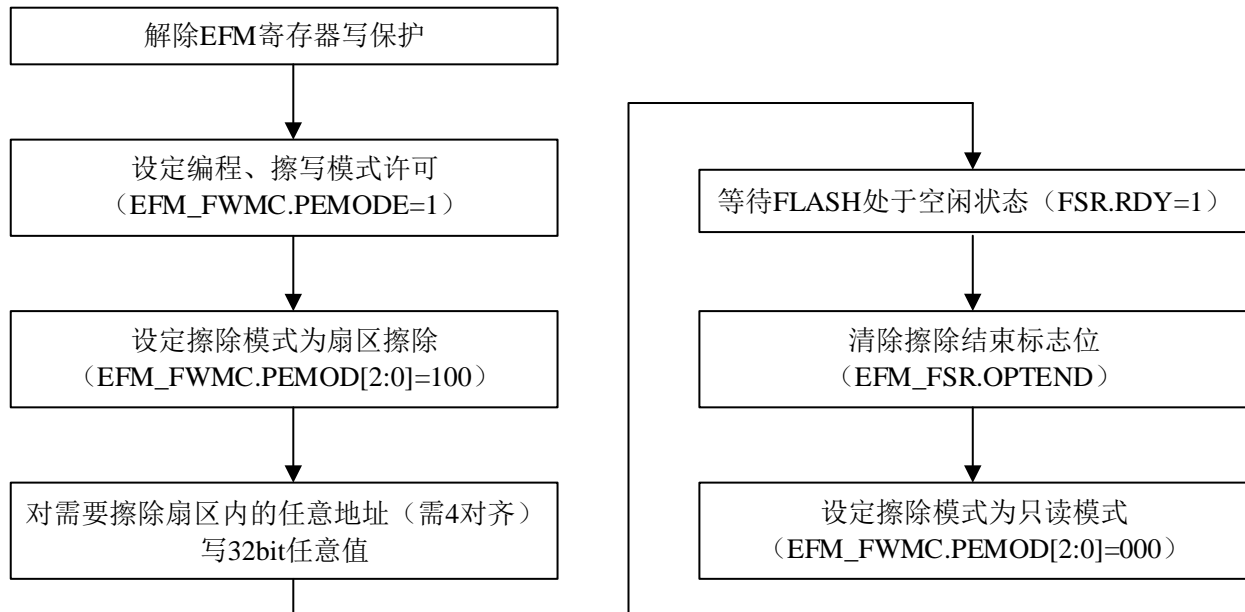 解除EFM寄存器写保护
设定编程、擦写模式许可
（EFM_FWMC.PEMODE=1）
设定擦除模式为扇区擦除
（EFM_FWMC.PEMOD[2:0]=100）
对需要擦除扇区内的任意地址（需4对齐）
写32bit任意值
等待FLASH处于空闲状态（FSR.RDY=1）
清除擦除结束标志位
（EFM_FSR.OPTEND）
设定擦除模式为只读模式
（EFM_FWMC.PEMOD[2:0]=000）